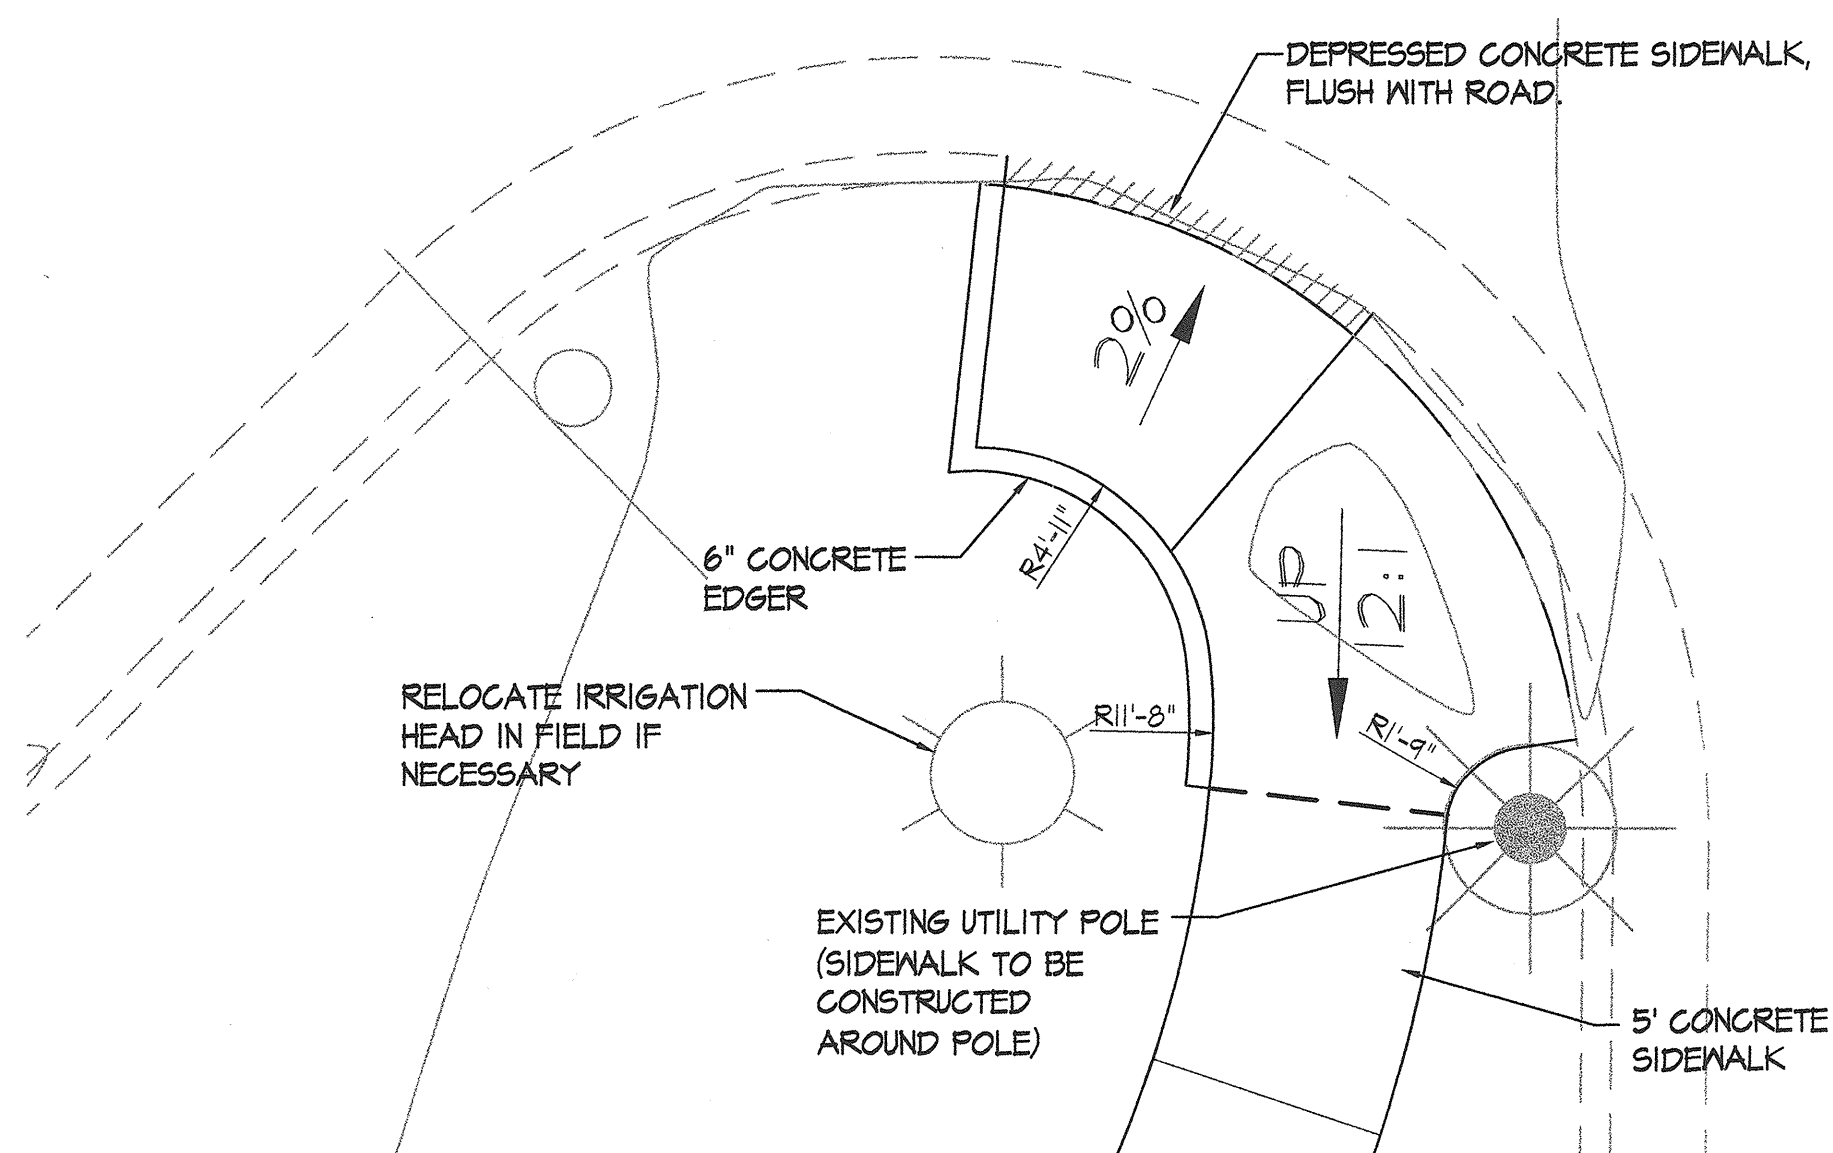 DEPRESSED CONCRETE SIDEWALK,
FLUSH WITH ROAD.
2%
6" CONCRETE
EDGER
R4'-11"
UP
12:1
RELOCATE IRRIGATION
HEAD IN FIELD IF
NECESSARY
R11'-8"
R1'-9"
EXISTING UTILITY POLE
(SIDEWALK TO BE
CONSTRUCTED
AROUND POLE)
5' CONCRETE
SIDEWALK